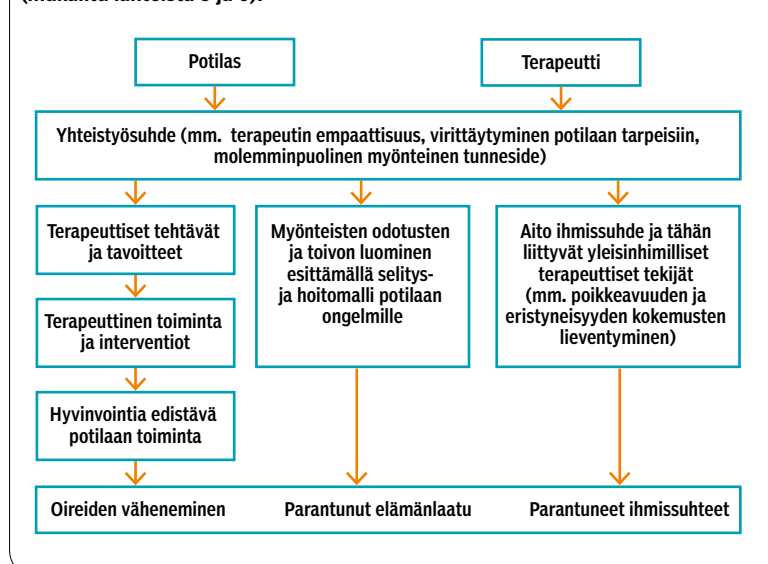 Potilas
Terapeutti
Yhteistyösuhde (mm. terapeutin empaattisuus, virittäytyminen potilaan tarpeisiin,
molemminpuolinen myönteinen tunneside)
Terapeuttiset tehtävät
ja tavoitteet
Terapeuttinen toiminta
ja interventiot
Hyvinvointia edistävä
potilaan toiminta
Myönteisten odotusten
ja toivon luominen
esittämällä selitys-
ja hoitomalli potilaan
ongelmille
Aito ihmissuhde ja tähän
liittyvät yleisinhimilliset
terapeuttiset tekijät
(mm. poikkeavuuden ja
eristyneisyyden kokemusten
lieventyminen)
Oireiden väheneminen
Parantunut elämänlaatu
Parantuneet ihmissuhteet